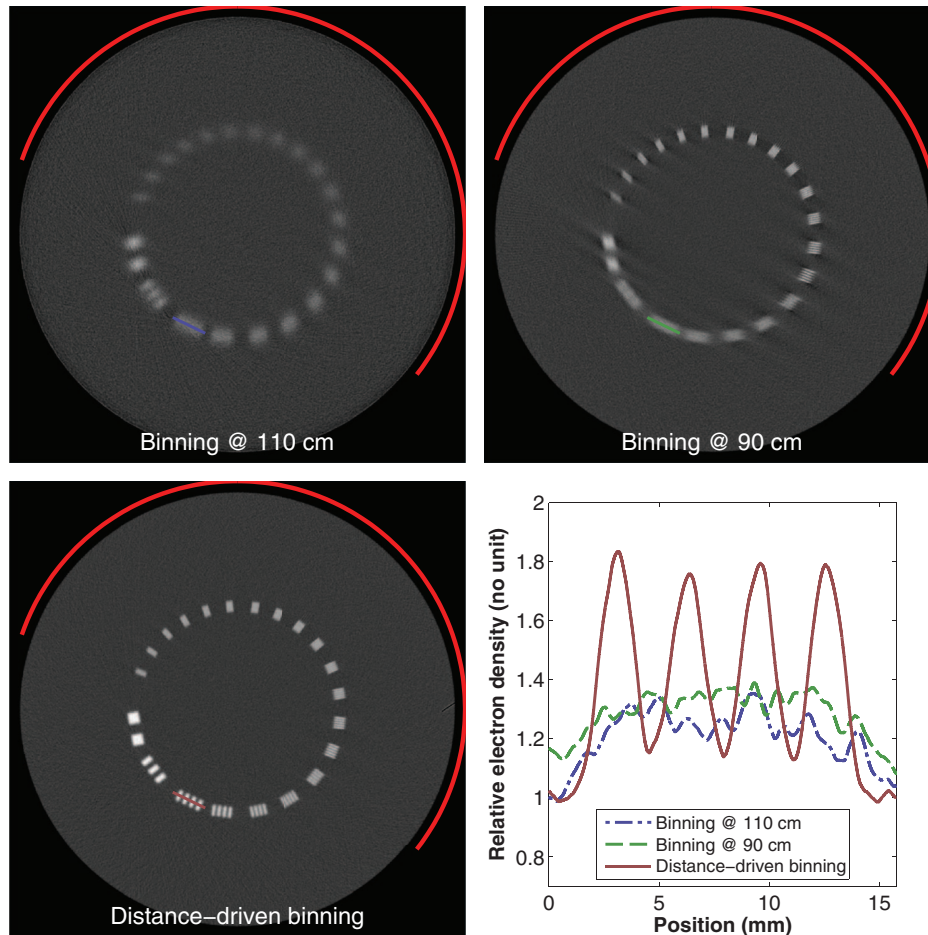 Binning @ 110 cm
Binning @ 90 cm
Distance−driven binning
Relative electron density (no unit)
2
1.8
1.6
1.4
1.2
1
0.8
Binning @ 110 cm
Binning @ 90 cm
Distance−driven binning
0 5 10 15
Position (mm)